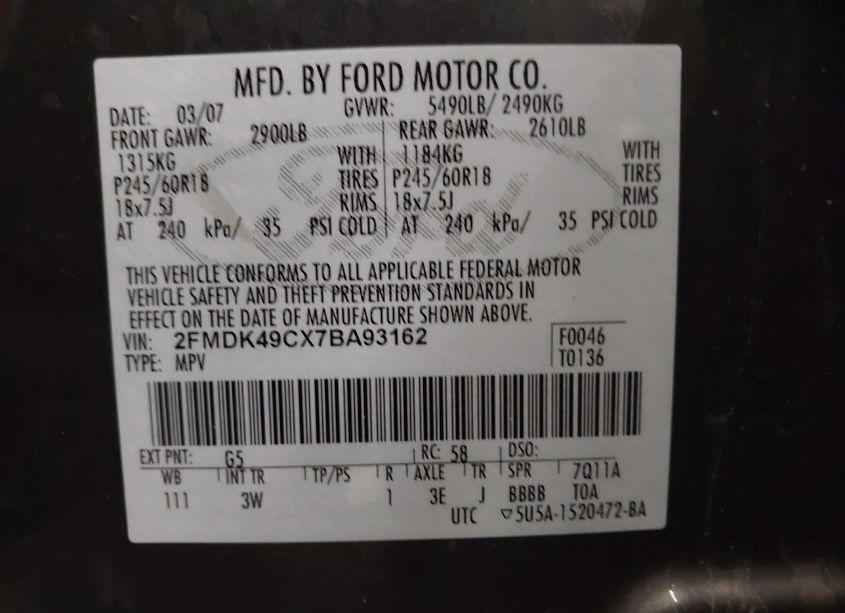 MFD. BY FORD MOTOR CO.
DATE: 03/07 GVWR: 5490LB/ 2490KG
FRONT GAWR: 2900LB REAR GAWR: 2610LB
1315KG WITH 1184KG WITH
P245/60R18 TIRES P245/60R18 TIRES
18x7.5J RIMS 18x7.5J RIMS
AT 240 kPa/ 35 PSI COLD AT 240 kPa/ 35 PSI COLD
THIS VEHICLE CONFORMS TO ALL APPLICABLE FEDERAL MOTOR
VEHICLE SAFETY AND THEFT PREVENTION STANDARDS IN
EFFECT ON THE DATE OF MANUFACTURE SHOWN ABOVE.
VIN: 2FMDK49CX7BA93162 F0046
TYPE: MPV T0136
EXT PNT: G5 RC: 58 DSO:
WB INT TR TP/PS R AXLE TR SPR 7Q11A
111 3W 1 3E J BBBB TOA
UTC ▽5U5A-1520472-BA